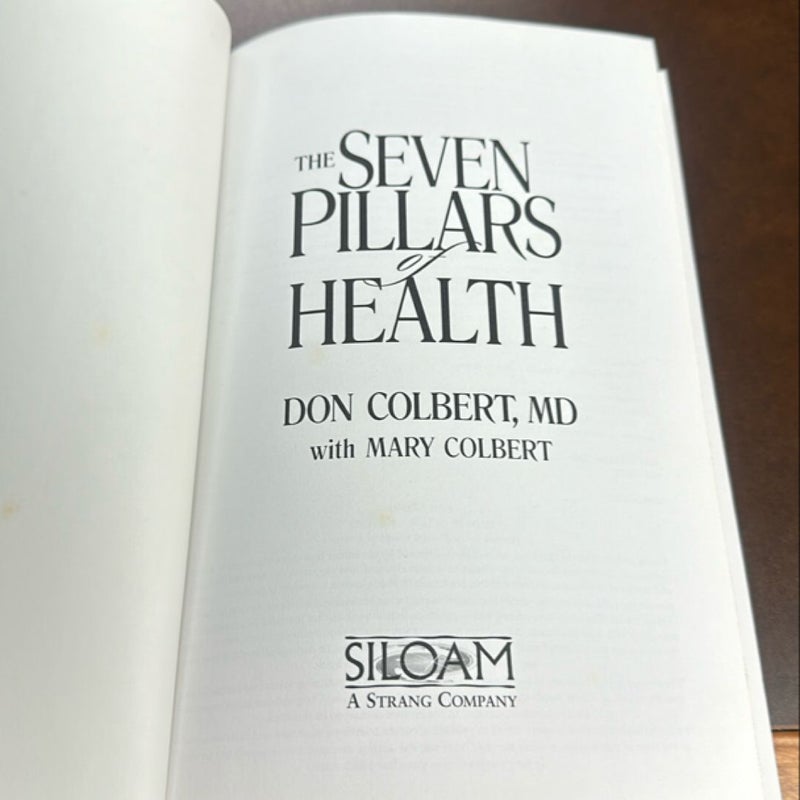 THE SEVEN
PILLARS
of
HEALTH
DON COLBERT, MD
with MARY COLBERT
SILOAM
A STRANG COMPANY